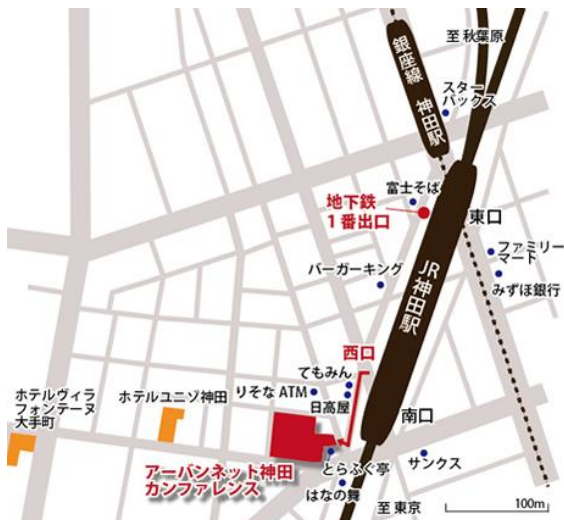 至 秋葉原
銀座線 神田駅
スター
バックス
富士そば
地下鉄
1番出口
東口
ファミリー
マート
みずほ銀行
バーガーキング
JR神田駅
西口
てもみん
りそな ATM
日高屋
ホテルヴィラ
フォンテーヌ
大手町
ホテルユニゾ神田
南口
アーバンネット神田
カンファレンス
とらふぐ亭
はなの舞
サンクス
至 東京
100m